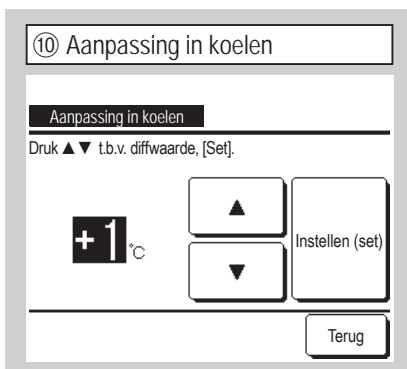 ⑩ Aanpassing in koelen
Aanpassing in koelen
Druk ▲▼ t.b.v. diffwaarde, [Set].
▲
+1 °C
Instellen (set)
▼
Terug